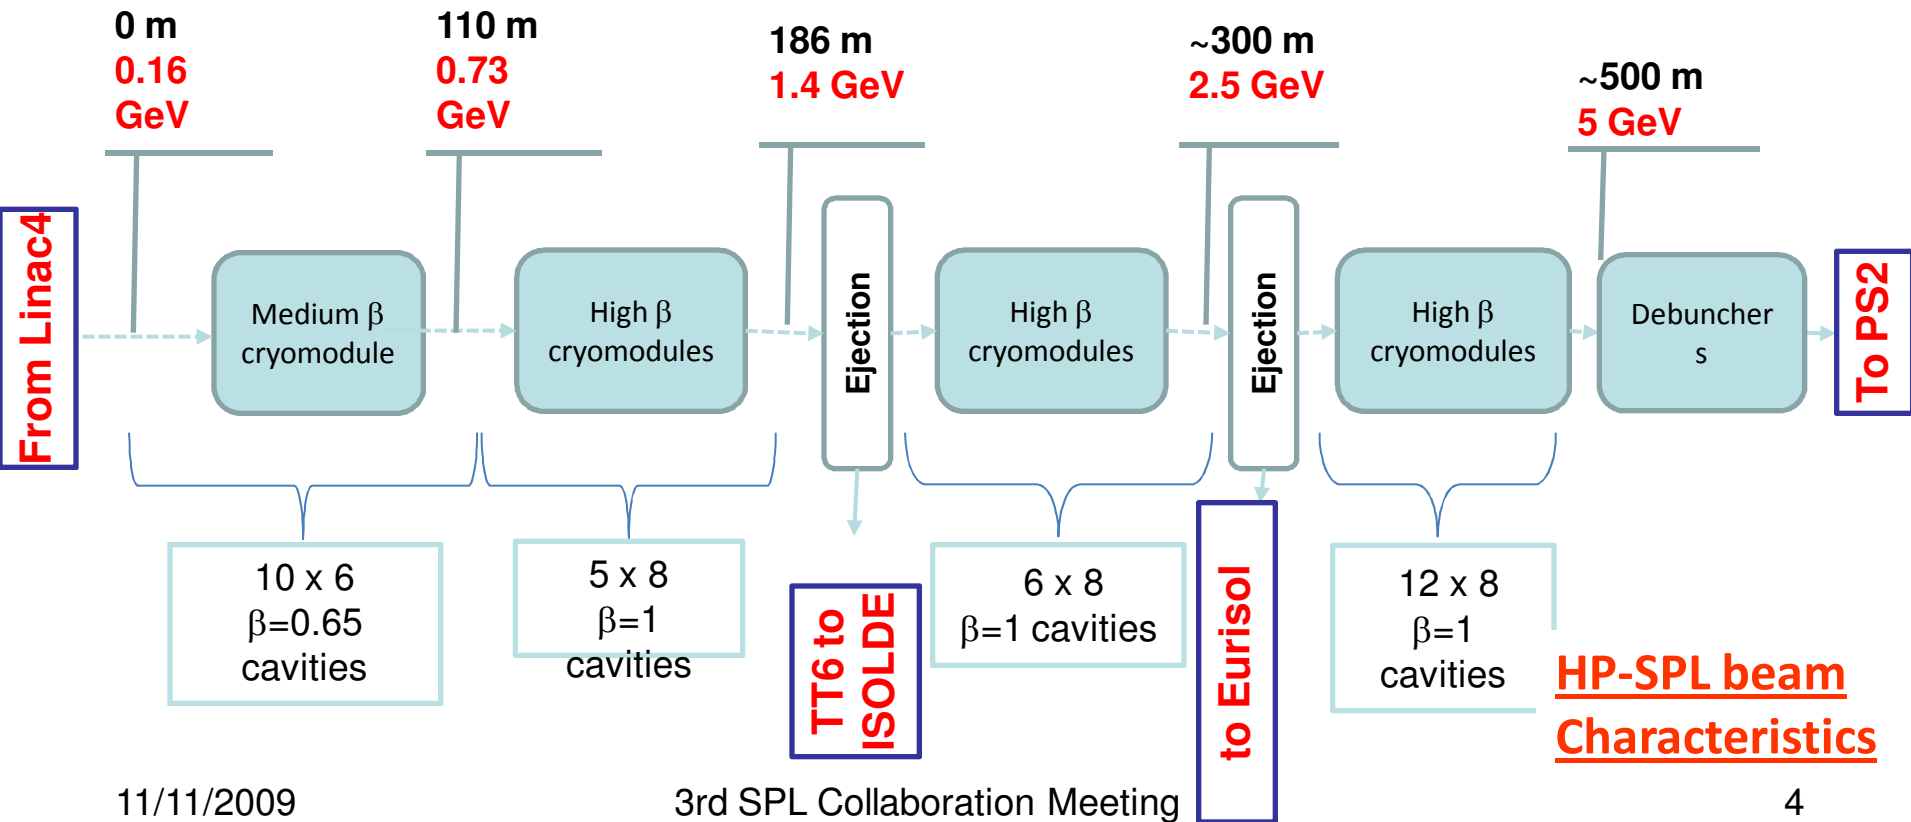 0 m
0.16
GeV
110 m
0.73
GeV
186 m
1.4 GeV
~300 m
2.5 GeV
~500 m
5 GeV
From Linac4
Medium β
cryomodule
High β
cryomodules
Ejection
High β
cryomodules
Ejection
High β
cryomodules
Debuncher
s
To PS2
10 x 6
β=0.65
cavities
5 x 8
β=1
cavities
TT6 to
ISOLDE
6 x 8
β=1 cavities
to Eurisol
12 x 8
β=1
cavities
HP-SPL beam
Characteristics
11/11/2009
3rd SPL Collaboration Meeting
4